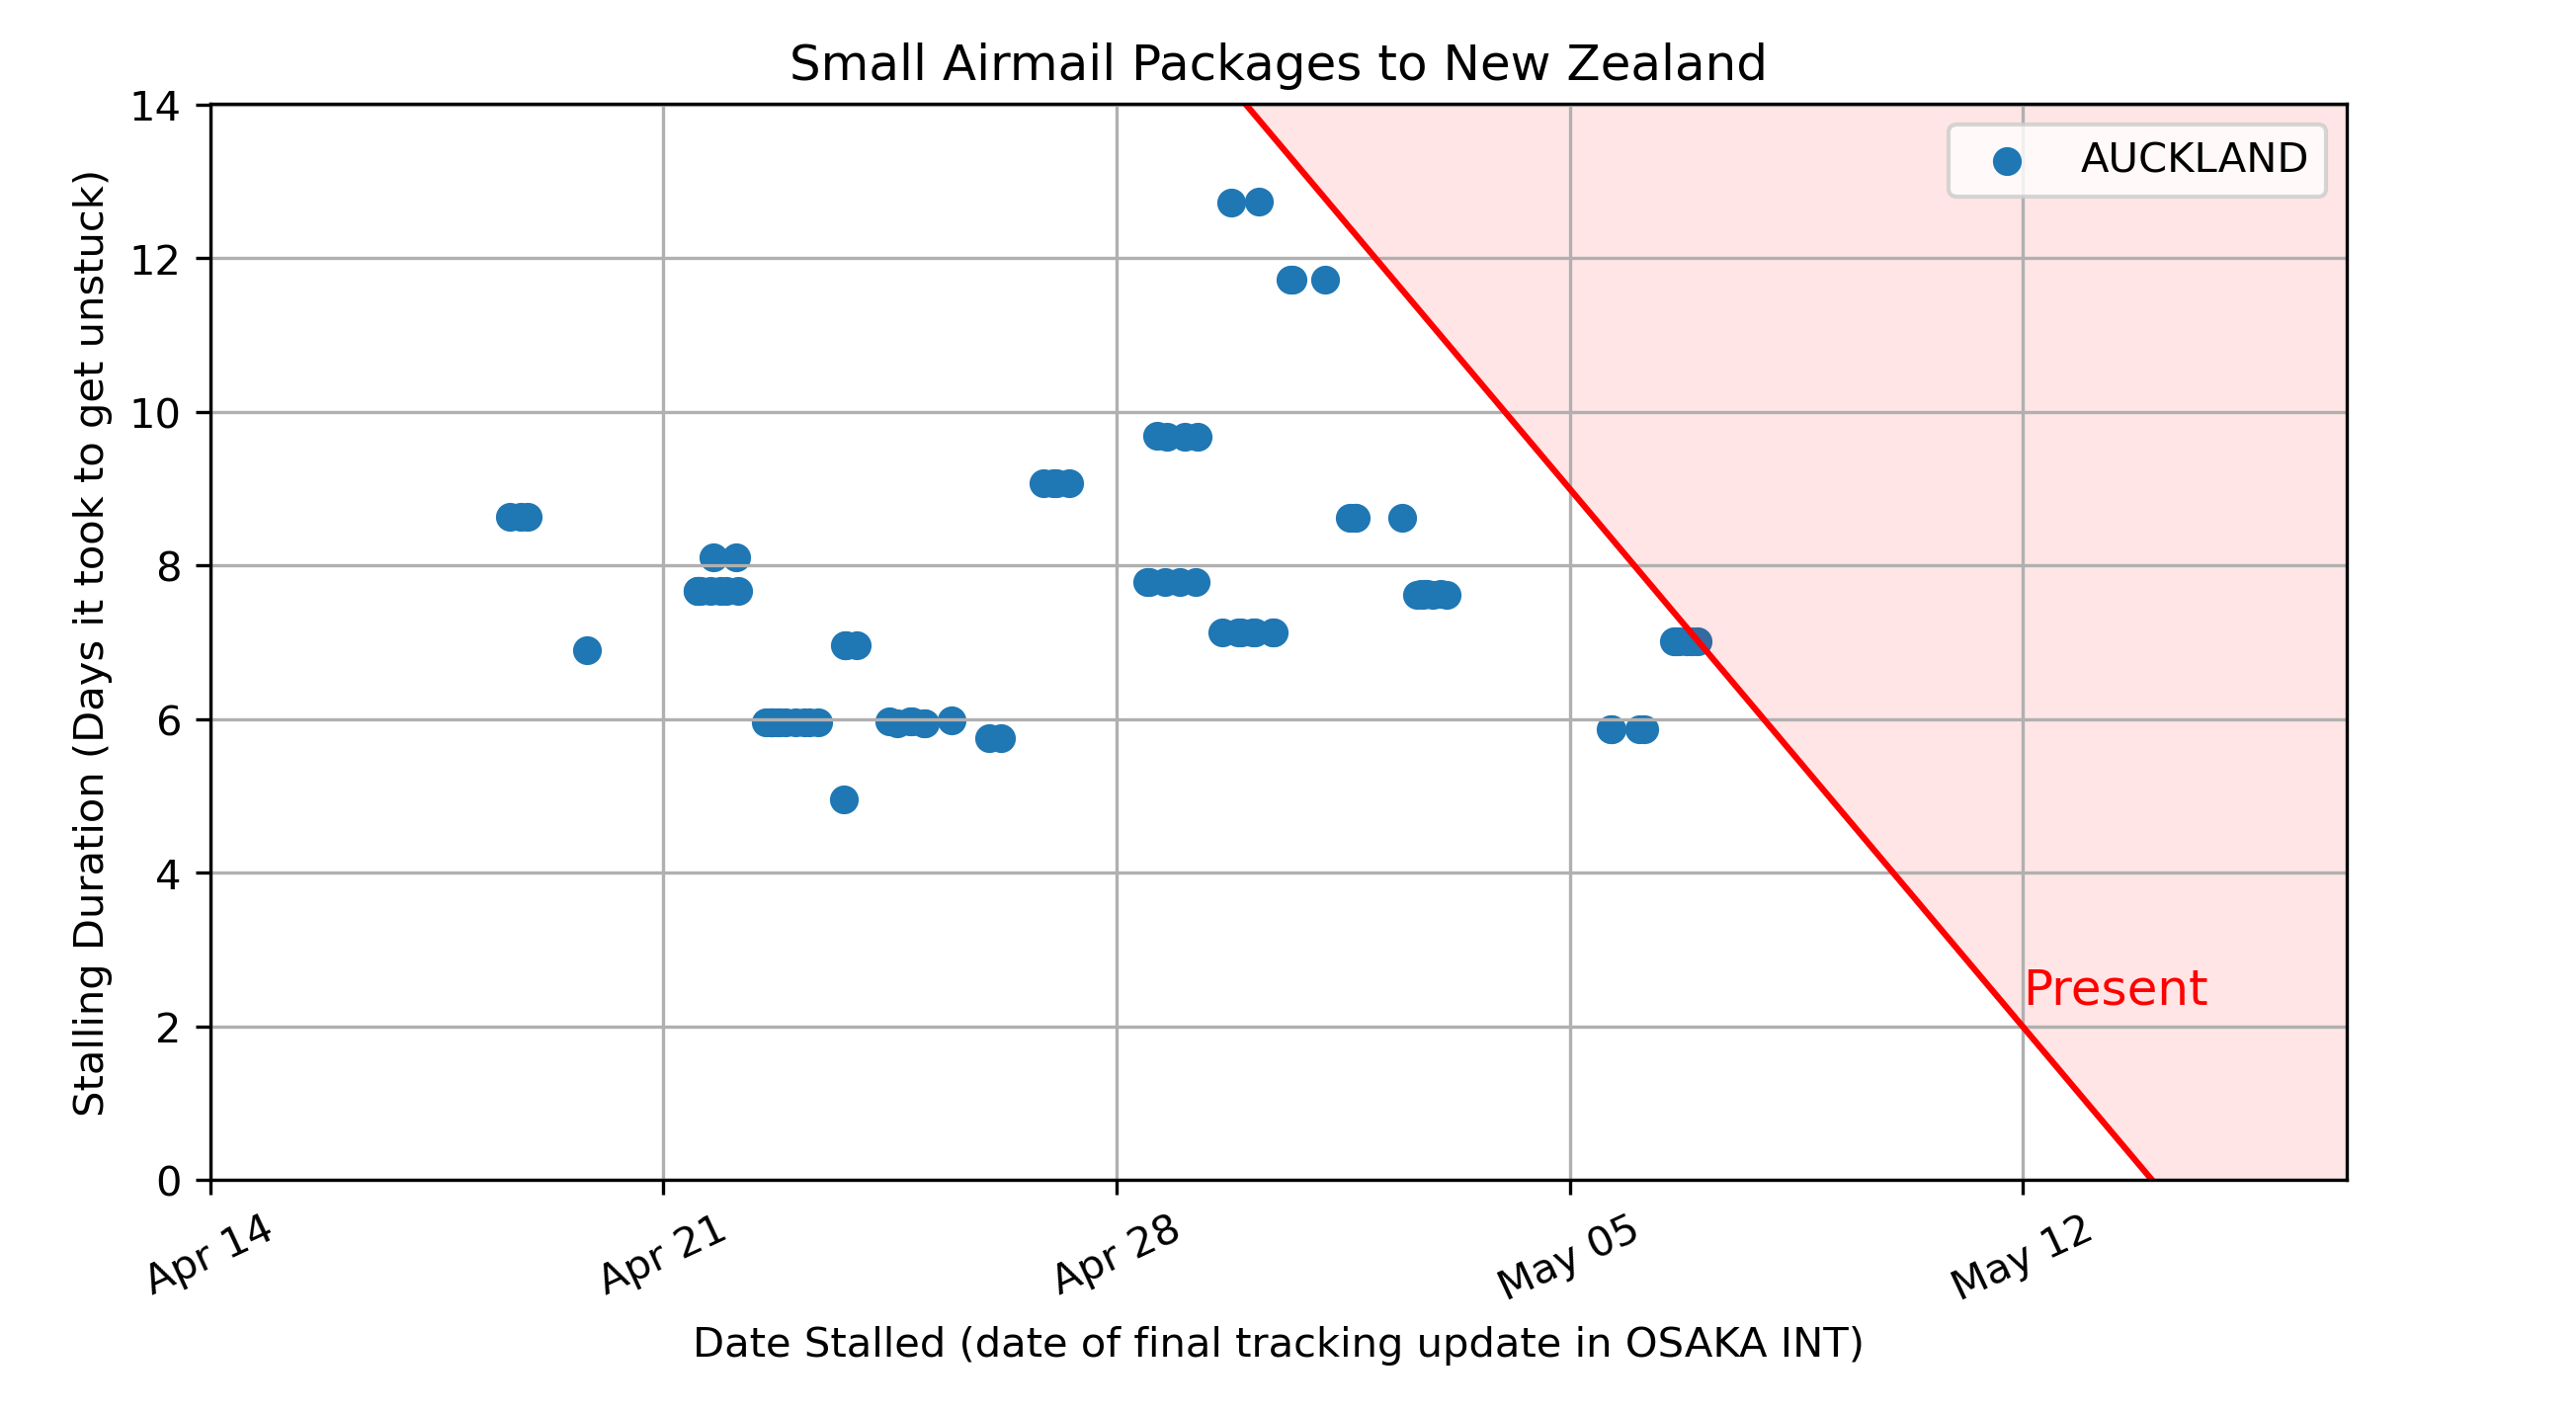 Small Airmail Packages to New Zealand
Stalling Duration (Days it took to get unstuck)
14
12
10
8
6
4
2
0
AUCKLAND
Present
Apr 14
Apr 21
Apr 28
May 05
May 12
Date Stalled (date of final tracking update in OSAKA INT)